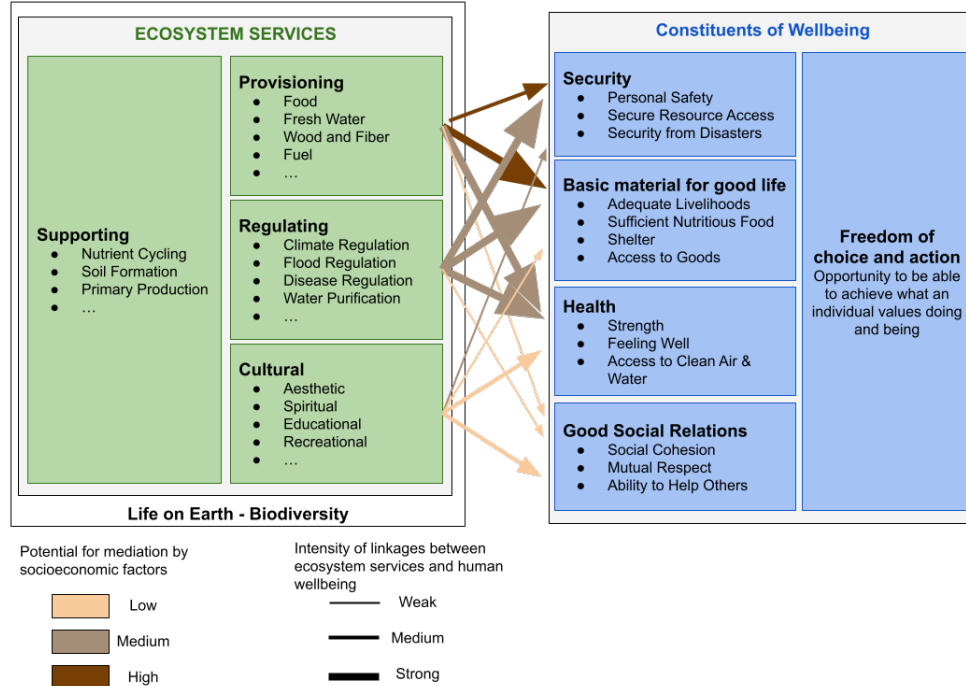 ECOSYSTEM SERVICES
Supporting
● Nutrient Cycling
● Soil Formation
● Primary Production
● …
Provisioning
● Food
● Fresh Water
● Wood and Fiber
● Fuel
● …
Regulating
● Climate Regulation
● Flood Regulation
● Disease Regulation
● Water Purification
● …
Cultural
● Aesthetic
● Spiritual
● Educational
● Recreational
● …
Life on Earth - Biodiversity
Constituents of Wellbeing
Security
● Personal Safety
● Secure Resource Access
● Security from Disasters
Basic material for good life
● Adequate Livelihoods
● Sufficient Nutritious Food
● Shelter
● Access to Goods
Health
● Strength
● Feeling Well
● Access to Clean Air &
Water
Good Social Relations
● Social Cohesion
● Mutual Respect
● Ability to Help Others
Freedom of
choice and action
Opportunity to be able
to achieve what an
individual values doing
and being
Potential for mediation by
socioeconomic factors
Low
Medium
High
Intensity of linkages between
ecosystem services and human
wellbeing
Weak
Medium
Strong